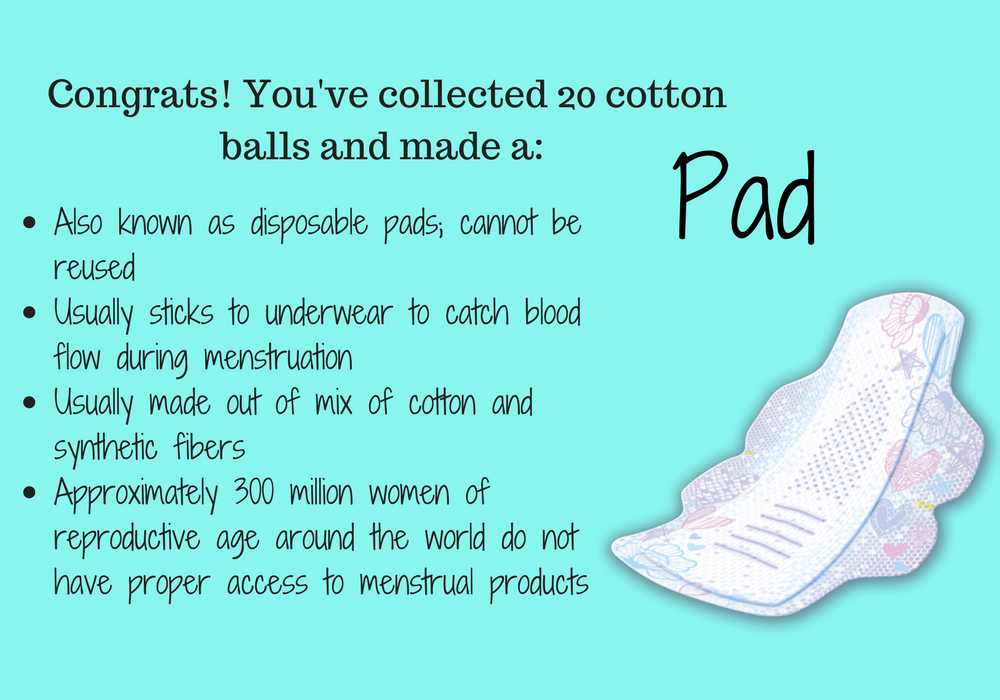 Congrats! You've collected 20 cotton
balls and made a:
Pad
• Also known as disposable pads; cannot be
reused
• Usually sticks to underwear to catch blood
flow during menstruation
• Usually made out of mix of cotton and
synthetic fibers
• Approximately 300 million women of
reproductive age around the world do not
have proper access to menstrual products